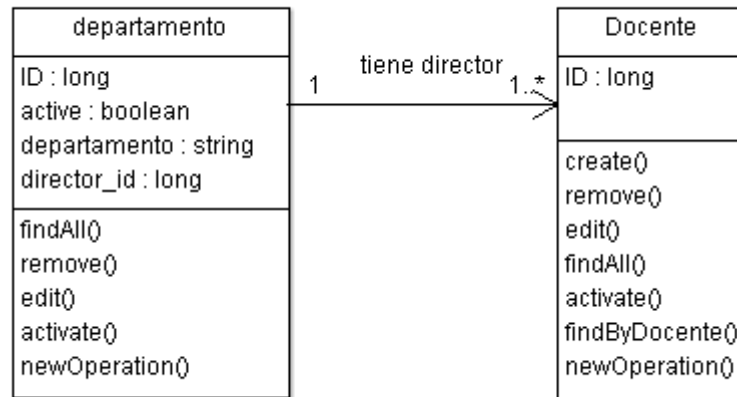 departamento
ID : long
active : boolean
departamento : string
director_id : long
findAll()
remove()
edit()
activate()
newOperation()
tiene director
1
1..*
Docente
ID : long
create()
remove()
edit()
findAll()
activate()
findByDocente()
newOperation()